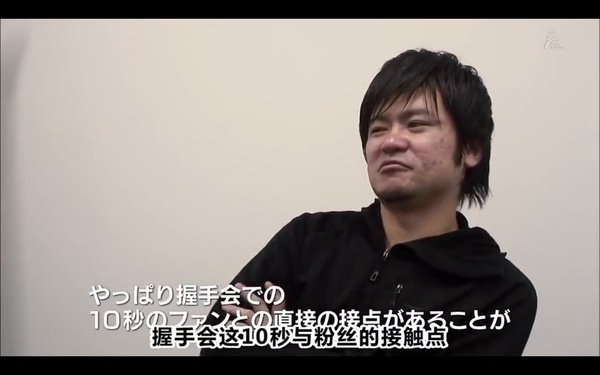 やっぱり握手会での
10秒のファンとの直接の接点があることが
握手会这10秒与粉丝的接触点